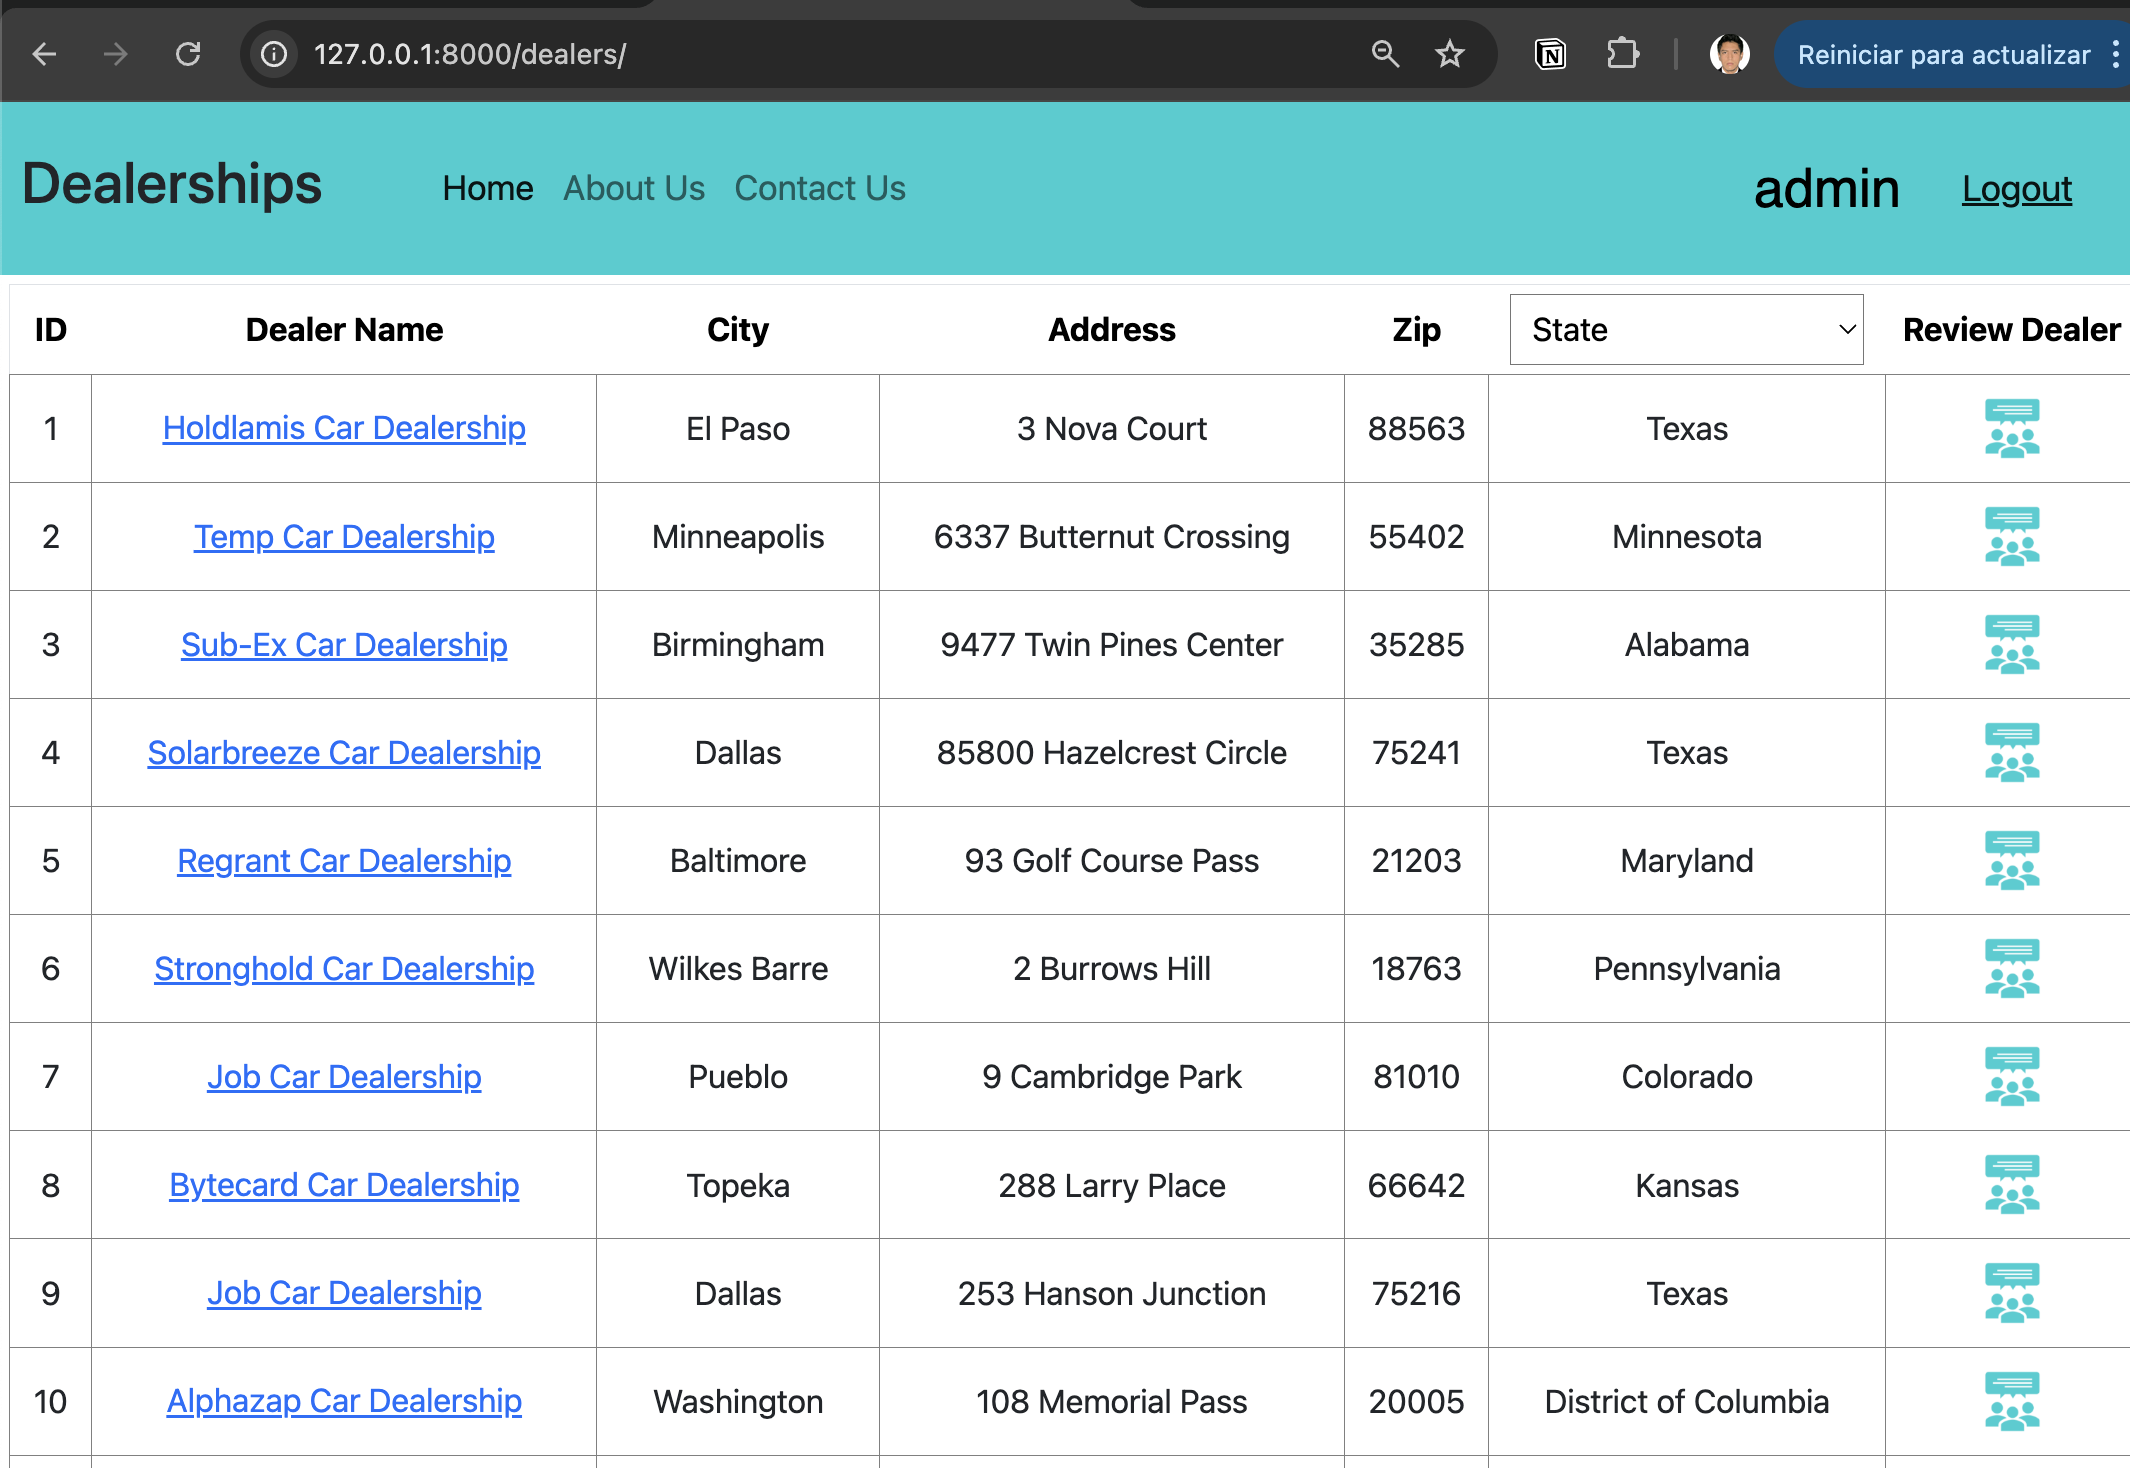 127.0.0.1:8000/dealers/ Reiniciar para actualizar
Dealerships Home About Us Contact Us admin Logout
ID Dealer Name City Address Zip State Review Dealer
1 Holdlamis Car Dealership El Paso 3 Nova Court 88563 Texas
2 Temp Car Dealership Minneapolis 6337 Butternut Crossing 55402 Minnesota
3 Sub-Ex Car Dealership Birmingham 9477 Twin Pines Center 35285 Alabama
4 Solarbreeze Car Dealership Dallas 85800 Hazelcrest Circle 75241 Texas
5 Regrant Car Dealership Baltimore 93 Golf Course Pass 21203 Maryland
6 Stronghold Car Dealership Wilkes Barre 2 Burrows Hill 18763 Pennsylvania
7 Job Car Dealership Pueblo 9 Cambridge Park 81010 Colorado
8 Bytecard Car Dealership Topeka 288 Larry Place 66642 Kansas
9 Job Car Dealership Dallas 253 Hanson Junction 75216 Texas
10 Alphazap Car Dealership Washington 108 Memorial Pass 20005 District of Columbia